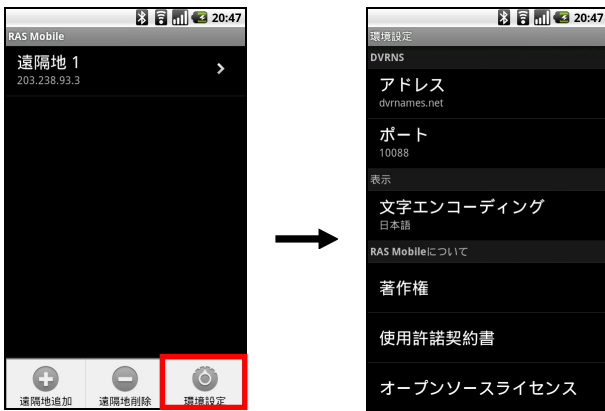 20:47
RAS Mobile
遠隔地 1
203.238.93.3
遠隔地追加
遠隔地削除
環境設定
20:47
環境設定
DVRNS
アドレス
dvrnames.net
ポート
10088
表示
文字エンコーディング
日本語
RAS Mobileについて
著作権
使用許諾契約書
オープンソースライセンス